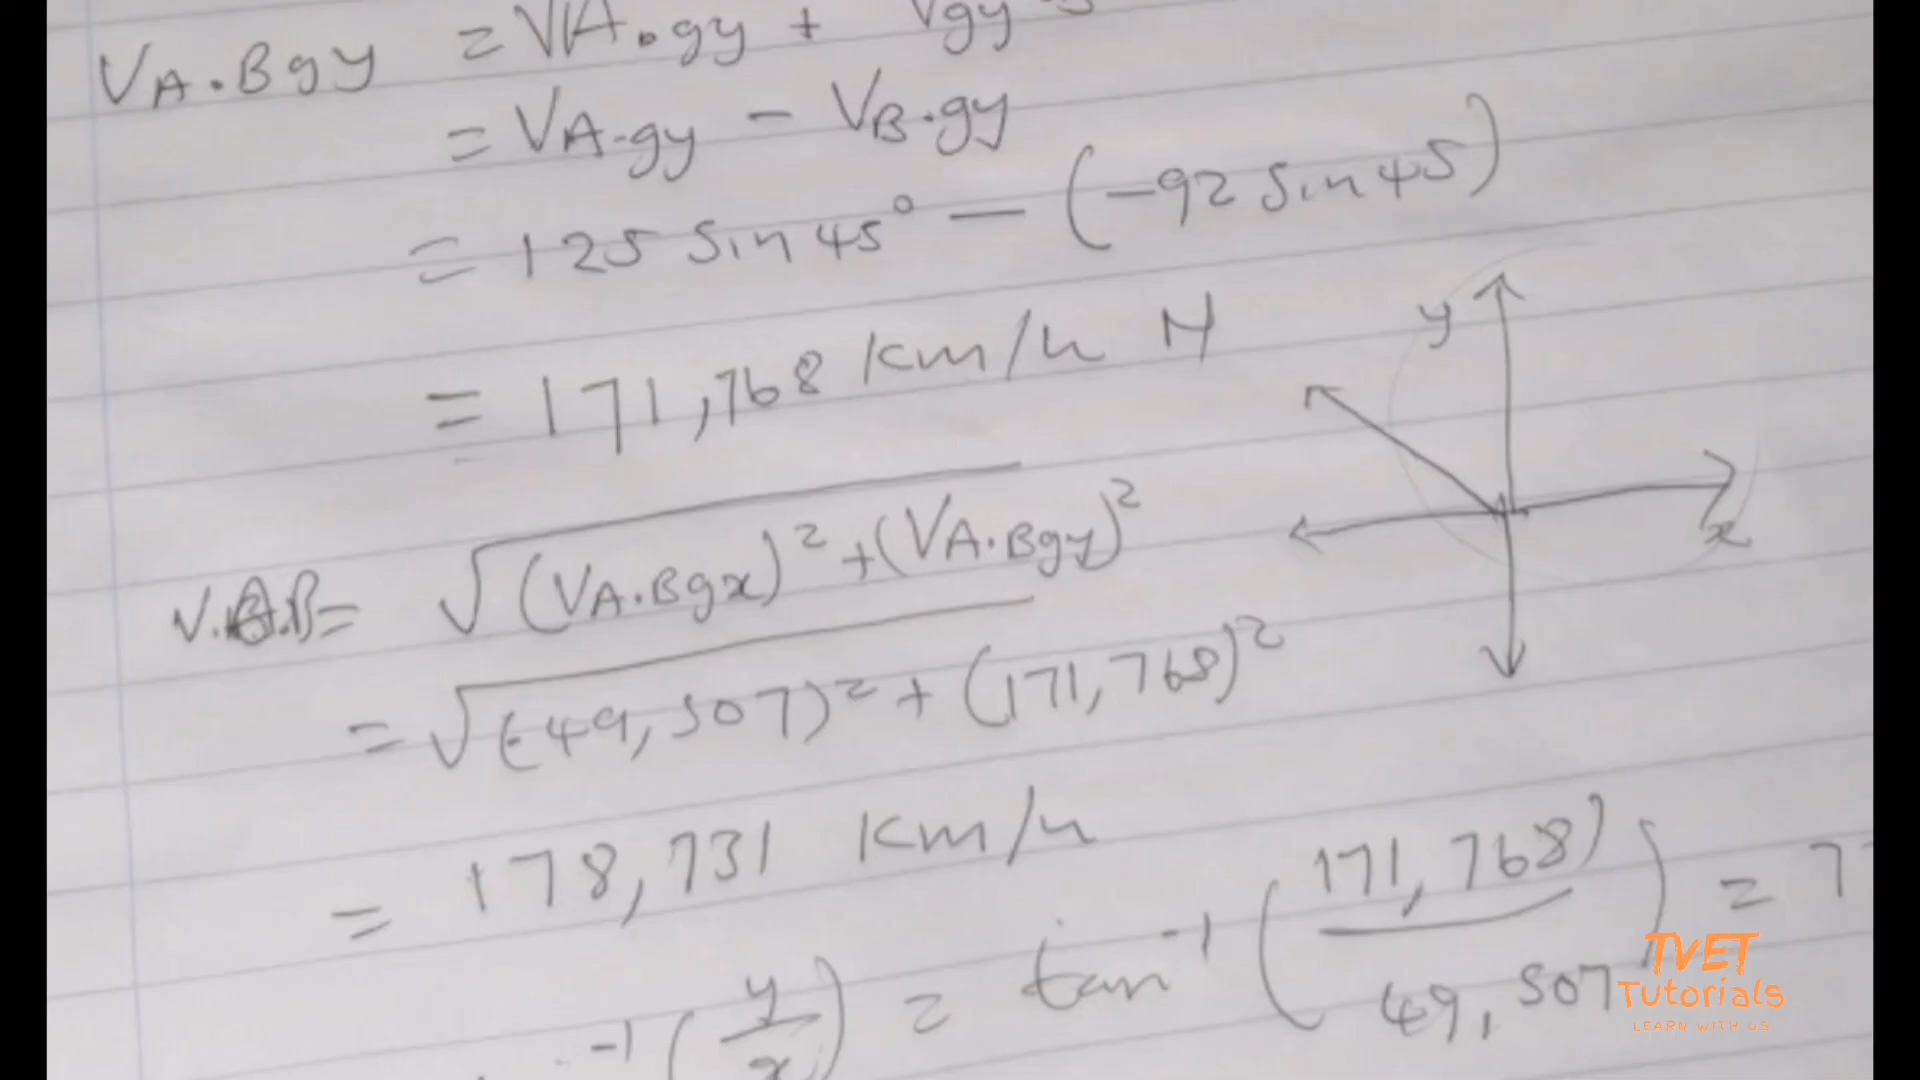 VA.Bgy = VA.gy + Vgy
= VA.gy - VB.gy
= 125 Sin 45° - (-92 Sin 45)
= 171,768 km/h N
y
x
V.A.B= √(VA.Bgx)² + (VA.Bgy)²
= √(-49,507)² + (171,768)²
= 178,731 km/h
-1 (y/x) = tan-1 (171,768)/49,507) = 7
TVET
Tutorials
LEARN WITH US